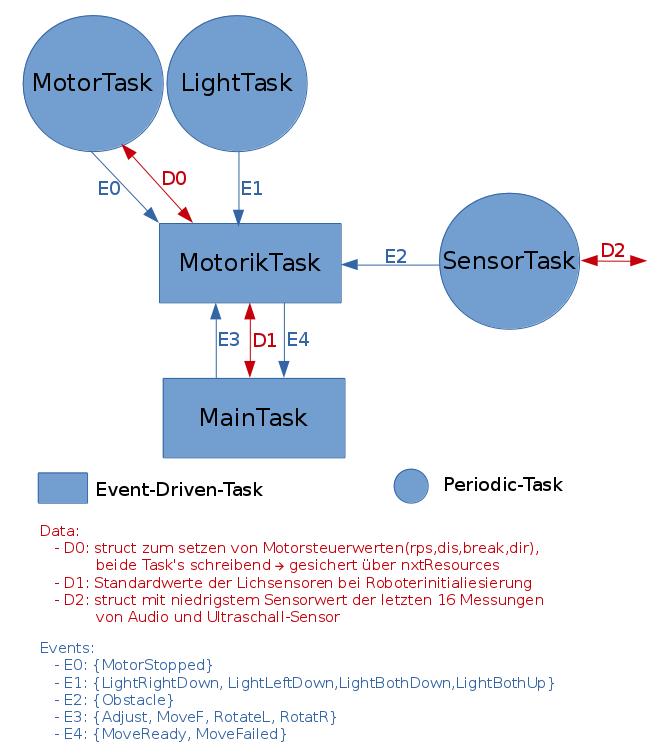 MotorTask LightTask
E0 D0 E1
MotorikTask E2 SensorTask D2
E3 D1 E4
MainTask
Event-Driven-Task Periodic-Task
Data:
- D0: struct zum setzen von Motorsteuerwerten(rps,dis,break,dir),
beide Task's schreibend → gesichert über nxtResources
- D1: Standardwerte der Lichsensoren bei Roboterinitialiesierung
- D2: struct mit niedrigstem Sensorwert der letzten 16 Messungen
von Audio und Ultraschall-Sensor
Events:
- E0: {MotorStopped}
- E1: {LightRightDown, LightLeftDown,LightBothDown,LightBothUp}
- E2: {Obstacle}
- E3: {Adjust, MoveF, RotateL, RotatR}
- E4: {MoveReady, MoveFailed}